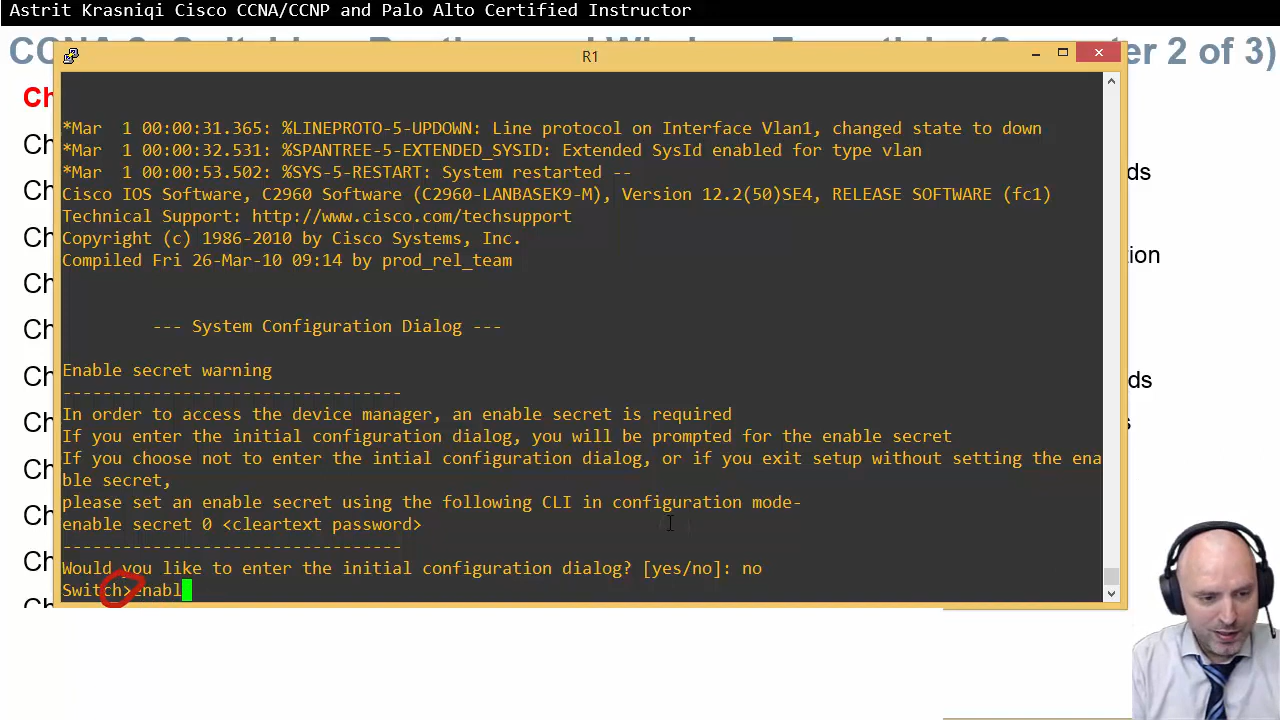 Astrit Krasniqi Cisco CCNA/CCNP and Palo Alto Certified Instructor
er 2 of 3)
R1
*Mar  1 00:00:31.365: %LINEPROTO-5-UPDOWN: Line protocol on Interface Vlan1, changed state to down
*Mar  1 00:00:32.531: %SPANTREE-5-EXTENDED_SYSID: Extended SysId enabled for type vlan
*Mar  1 00:00:53.502: %SYS-5-RESTART: System restarted --
Cisco IOS Software, C2960 Software (C2960-LANBASEK9-M), Version 12.2(50)SE4, RELEASE SOFTWARE (fc1)
Technical Support: http://www.cisco.com/techsupport
Copyright (c) 1986-2010 by Cisco Systems, Inc.
Compiled Fri 26-Mar-10 09:14 by prod_rel_team
--- System Configuration Dialog ---
Enable secret warning
----------------------------------
In order to access the device manager, an enable secret is required
If you enter the initial configuration dialog, you will be prompted for the enable secret
If you choose not to enter the intial configuration dialog, or if you exit setup without setting the ena
ble secret,
please set an enable secret using the following CLI in configuration mode-
enable secret 0 <cleartext password>
----------------------------------
Would you like to enter the initial configuration dialog? [yes/no]: no
Switch>enabl